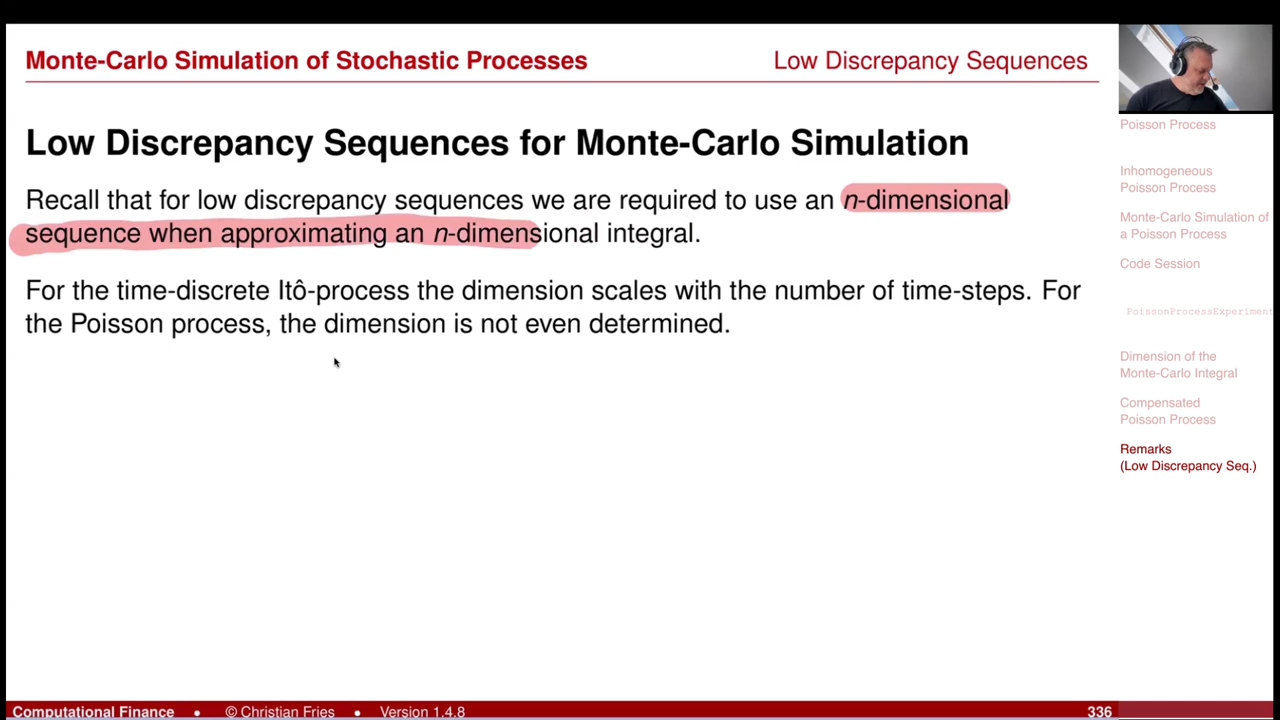 Monte-Carlo Simulation of Stochastic Processes
Low Discrepancy Sequences
Low Discrepancy Sequences for Monte-Carlo Simulation
Recall that for low discrepancy sequences we are required to use an n-dimensional
sequence when approximating an n-dimensional integral.
For the time-discrete Itô-process the dimension scales with the number of time-steps. For
the Poisson process, the dimension is not even determined.
Poisson Process
Inhomogeneous
Poisson Process
Monte-Carlo Simulation of
a Poisson Process
Code Session
PoissonProcessExperiment
Dimension of the
Monte-Carlo Integral
Compensated
Poisson Process
Remarks
(Low Discrepancy Seq.)
Computational Finance • © Christian Fries • Version 1.4.8
336